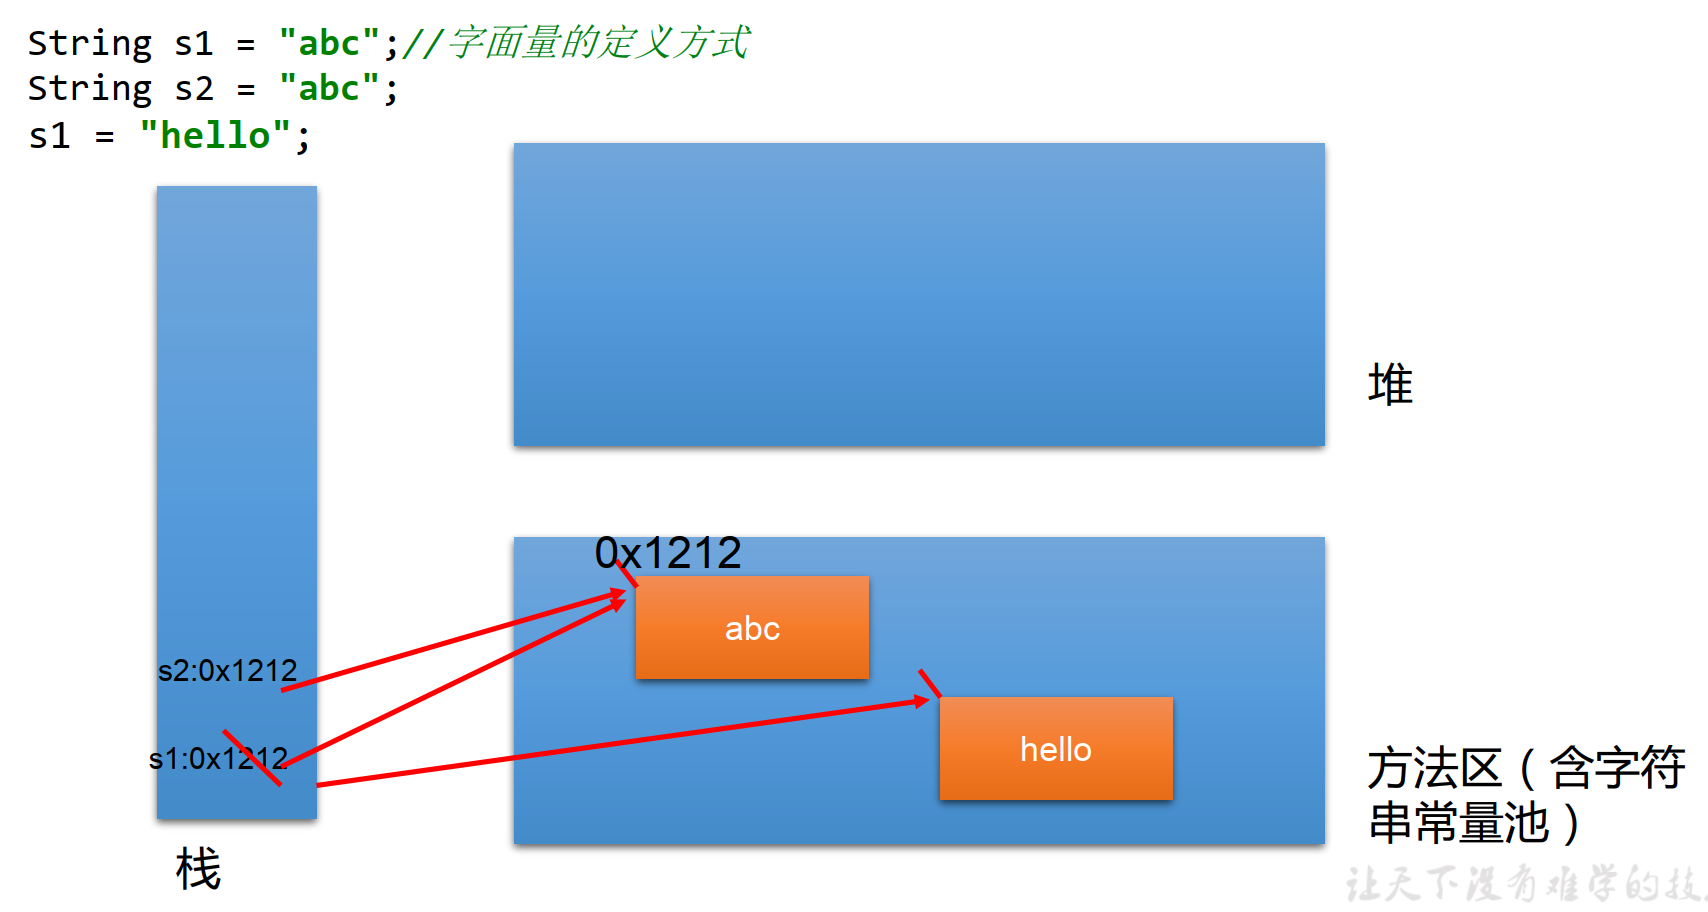 String s1 = "abc";//字面量的定义方式
String s2 = "abc";
s1 = "hello";
堆
0x1212
abc
s2:0x1212
s1:0x1212
hello
方法区（含字符
串常量池）
栈
让天下没有难学的技